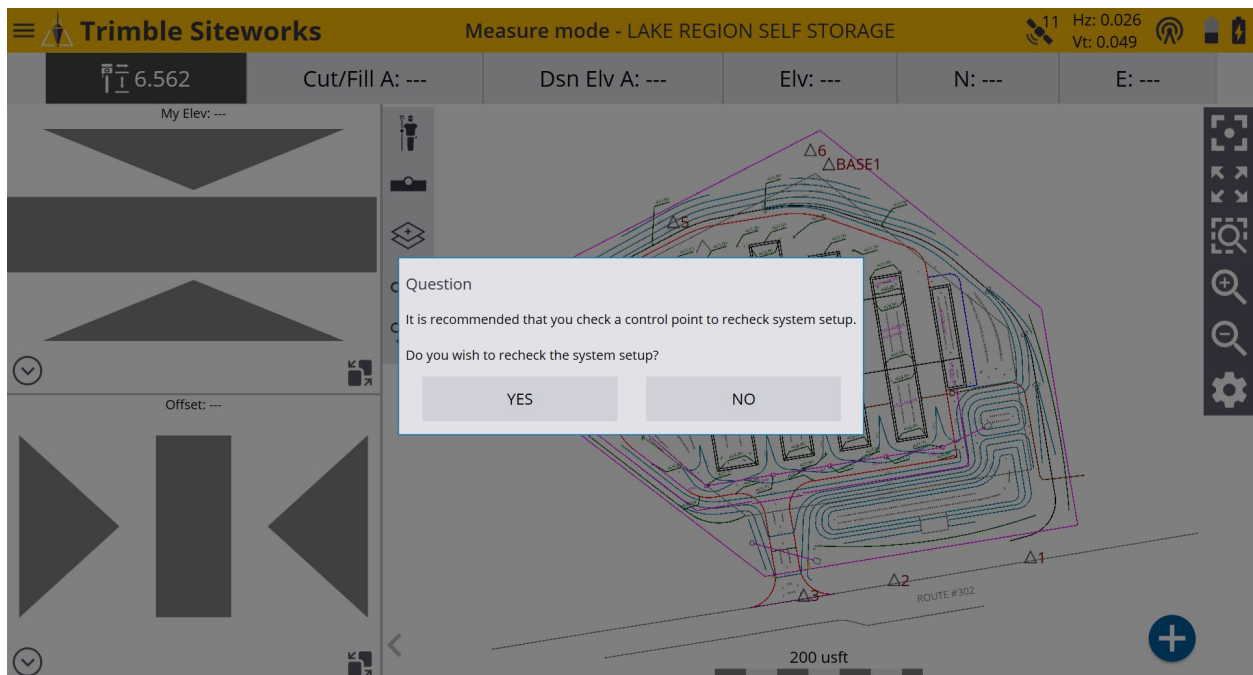 Trimble Siteworks
Measure mode - LAKE REGION SELF STORAGE
11
Hz: 0.026
Vt: 0.049
6.562
Cut/Fill A: ---
Dsn Elv A: ---
Elv: ---
N: ---
E: ---
My Elev: ---
Offset: ---
6
BASE1
5
Question
It is recommended that you check a control point to recheck system setup.
Do you wish to recheck the system setup?
YES
NO
1
2
3
ROUTE #302
200 usft